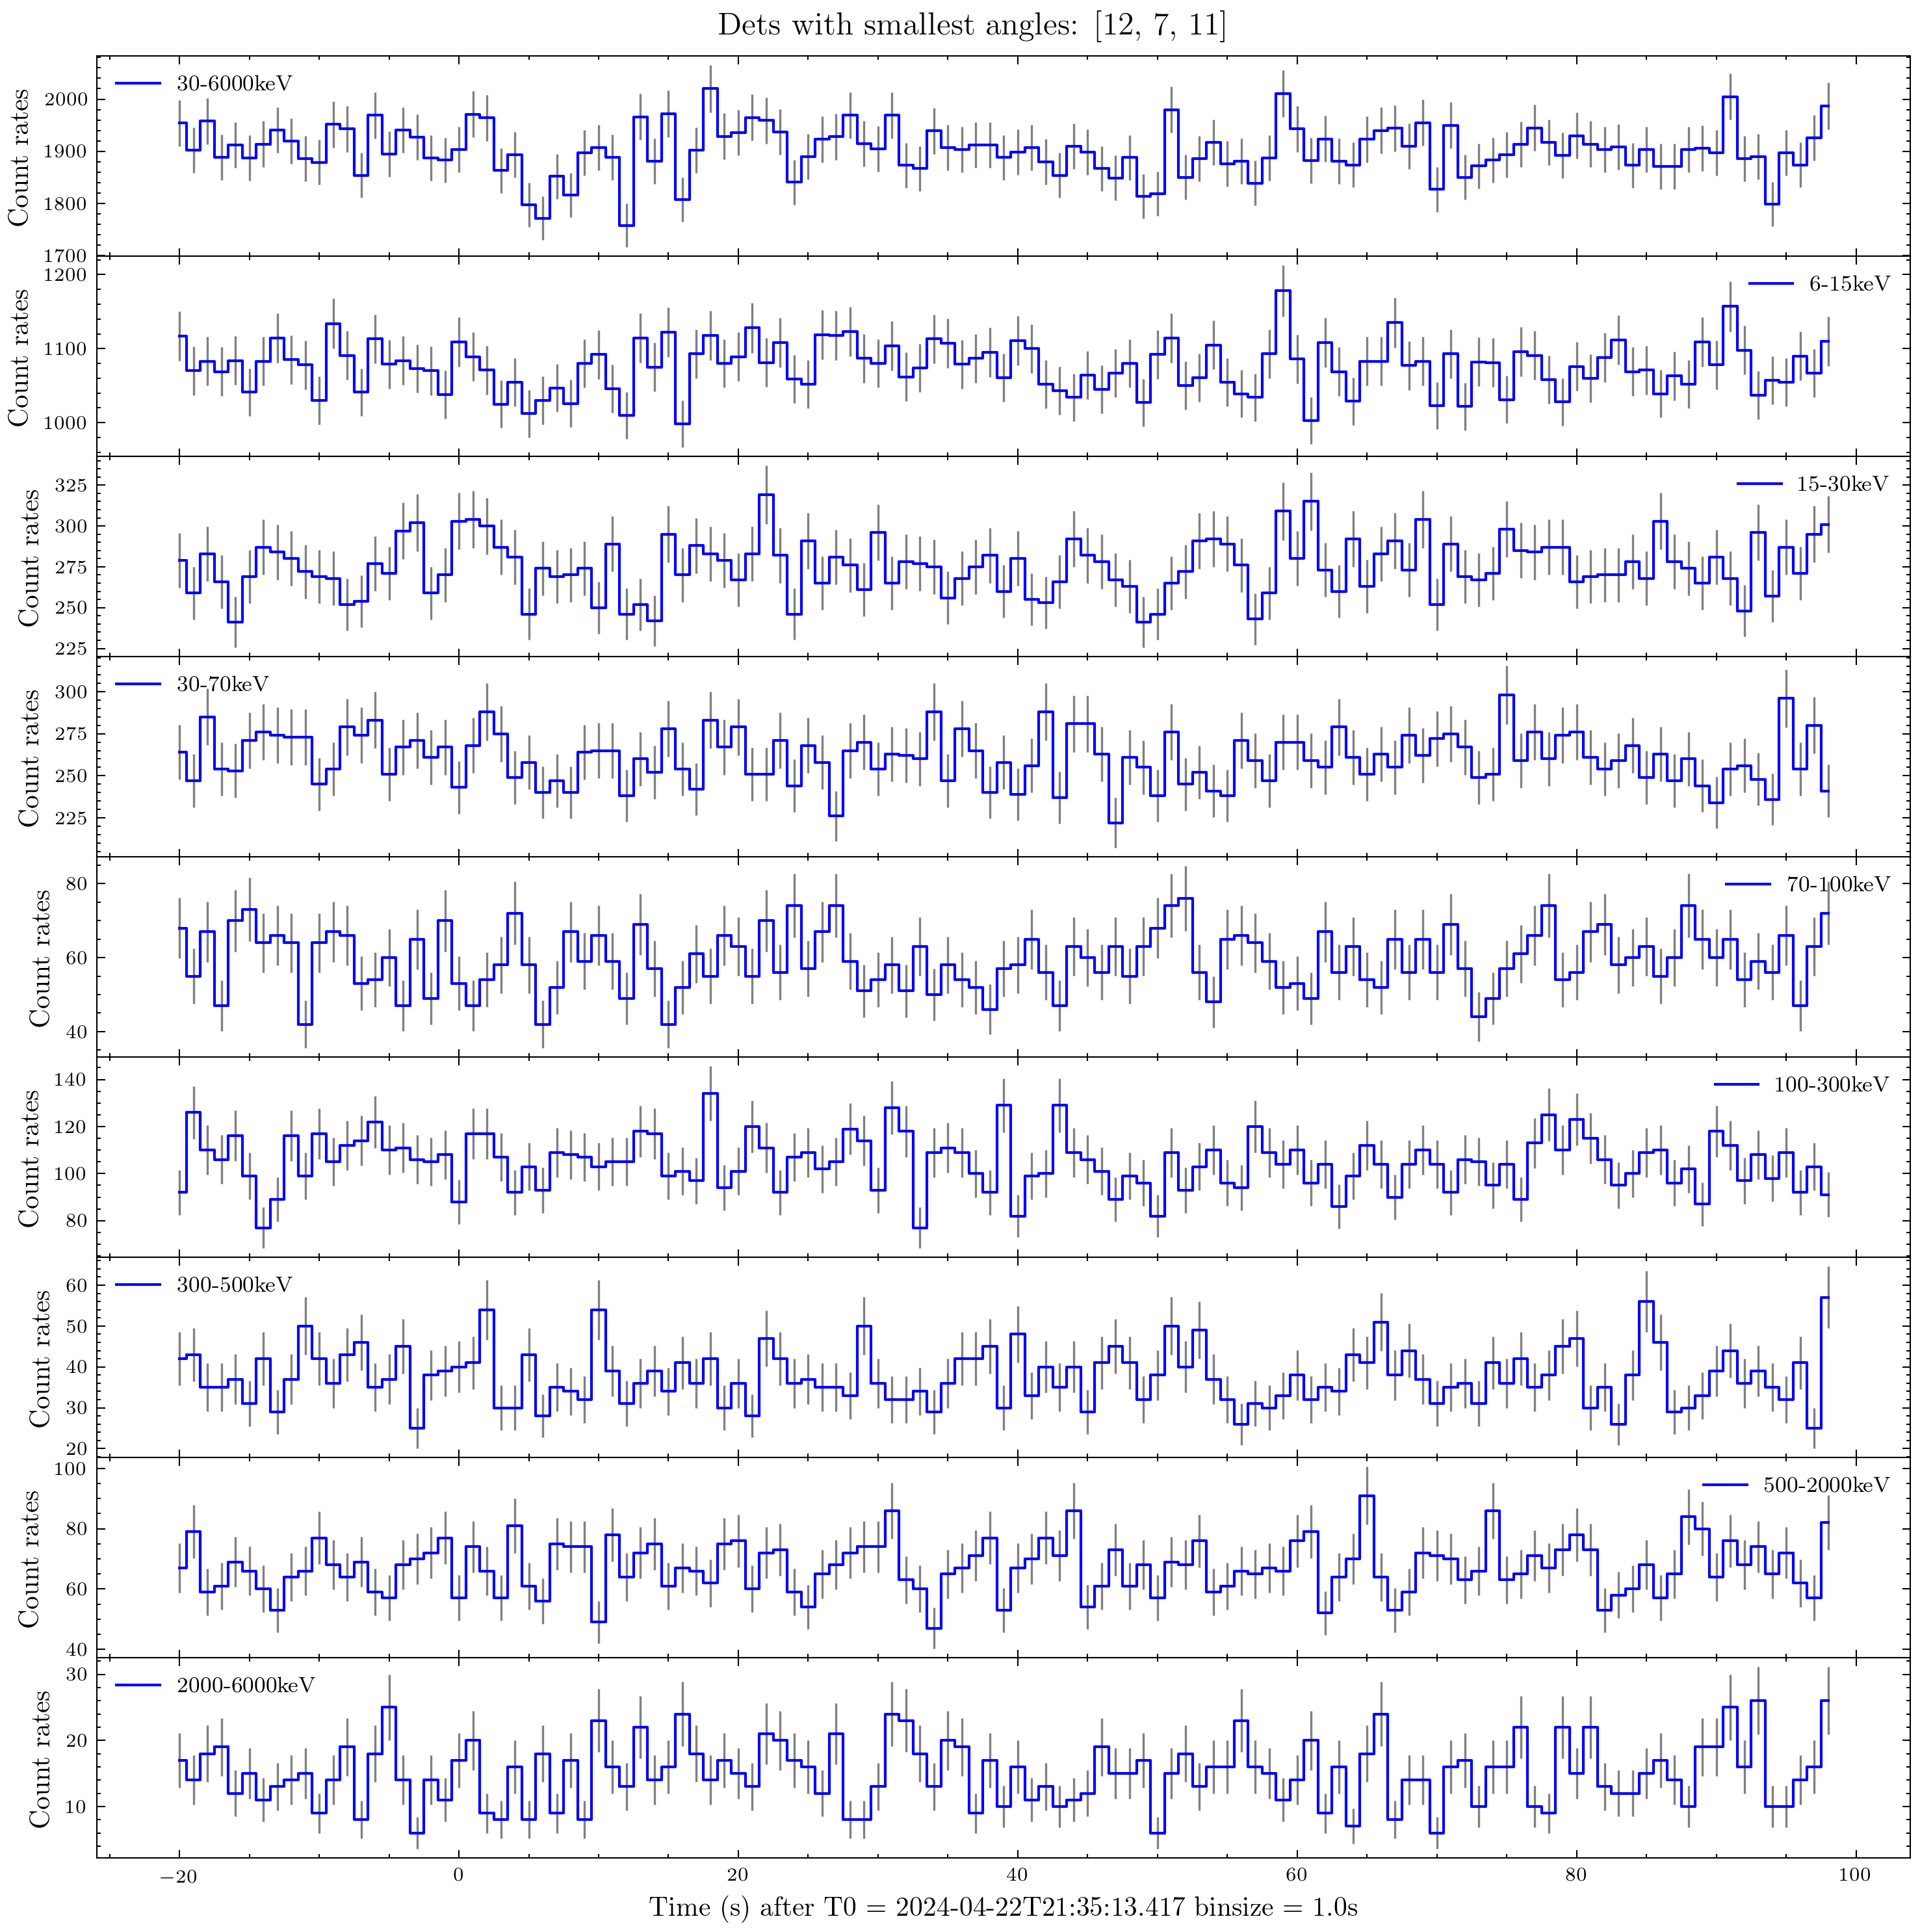 Dets with smallest angles: [12, 7, 11]
30-6000keV
Count rates
2000
1900
1800
1700
6-15keV
Count rates
1200
1100
1000
15-30keV
Count rates
325
300
275
250
225
30-70keV
Count rates
300
275
250
225
70-100keV
Count rates
80
60
40
100-300keV
Count rates
140
120
100
80
300-500keV
Count rates
60
50
40
30
20
500-2000keV
Count rates
100
80
60
40
2000-6000keV
Count rates
30
20
10
−20 0 20 40 60 80 100
Time (s) after T0 = 2024-04-22T21:35:13.417 binsize = 1.0s